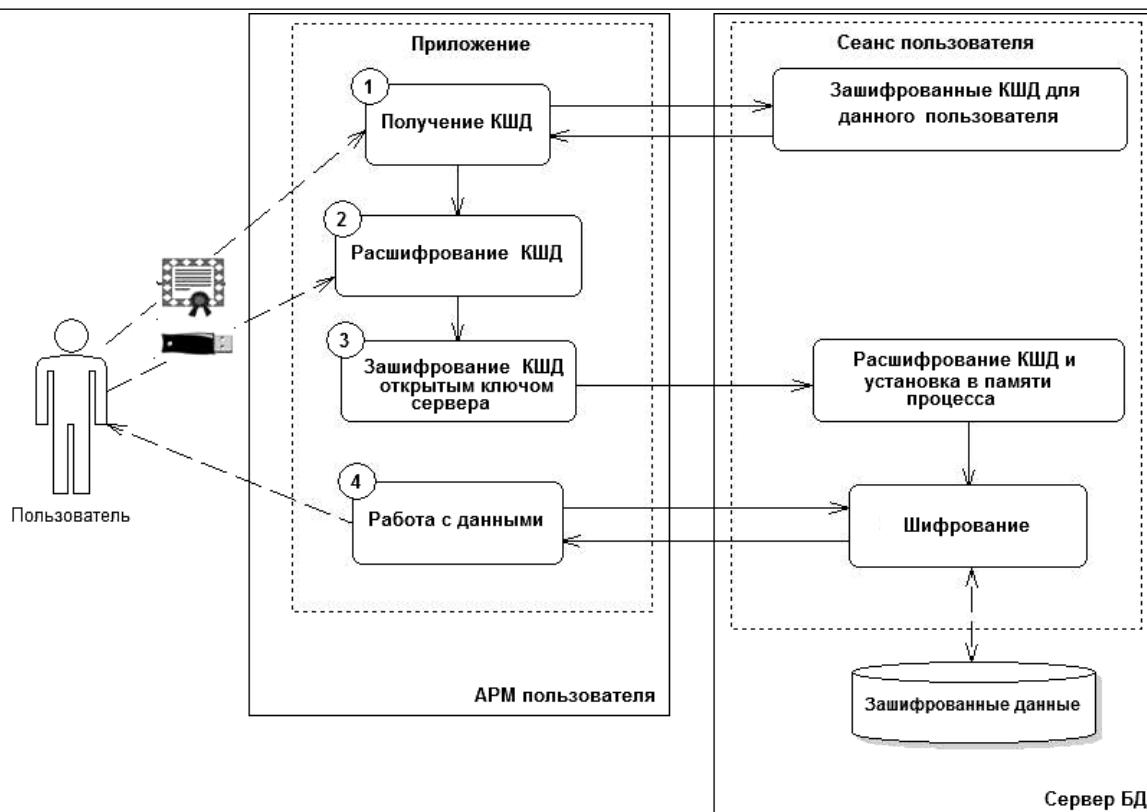 Приложение
1
Получение КШД
2
Расшифрование КШД
3
Зашифрование КШД
открытым ключом
сервера
4
Работа с данными
АРМ пользователя
Пользователь
Сеанс пользователя
Зашифрованные КШД для
данного пользователя
Расшифрование КШД и
установка в памяти
процесса
Шифрование
Зашифрованные данные
Сервер БД